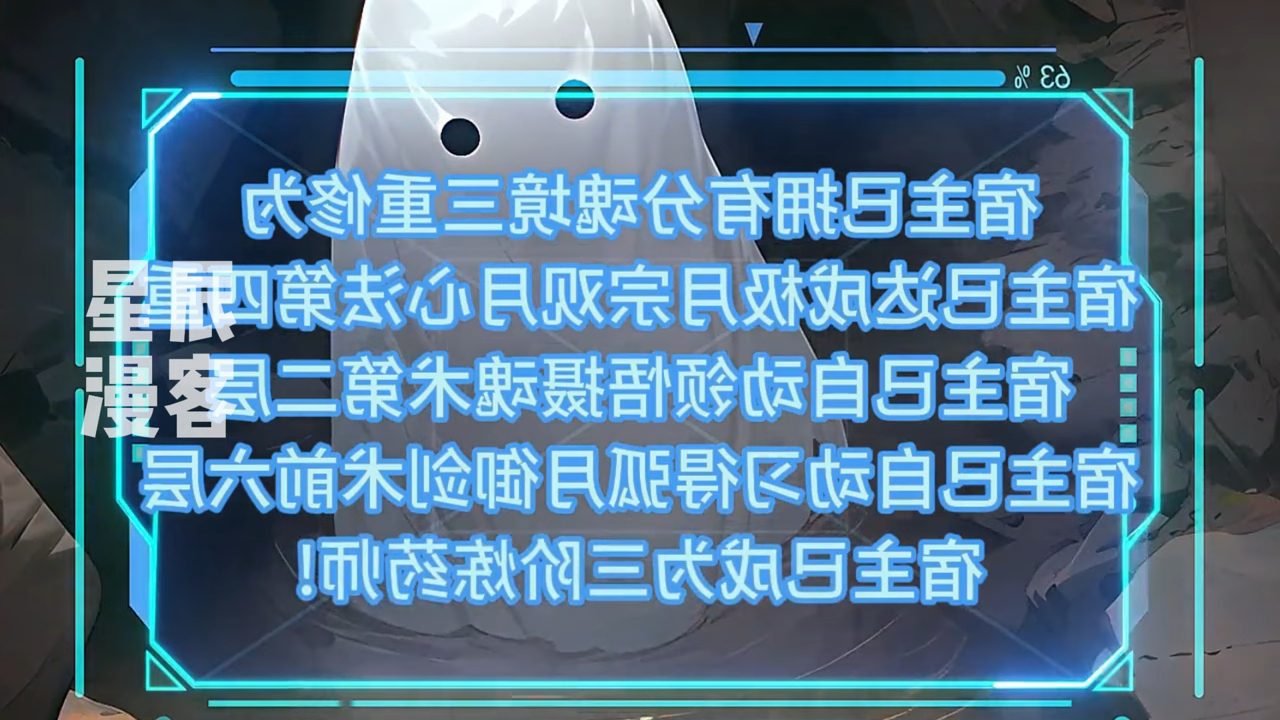 63 %
宿主已拥有分魂境三重修为
宿主已达成极月宗观月心法第四重
宿主已自动领悟摄魂术第二层
宿主已自动习得弧月御剑术前六层
宿主已成为三阶炼药师!
星辰
漫客